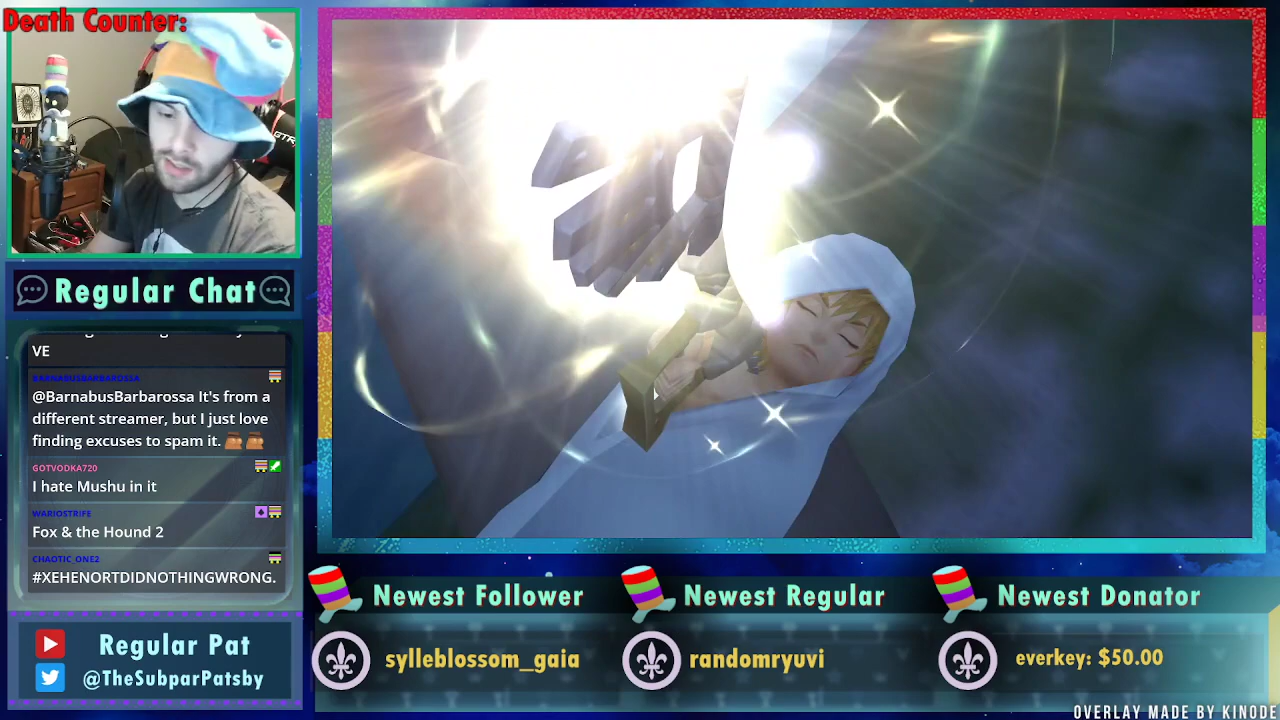 Death Counter:
GTR
Regular Chat
VE
BARNABUSBARBAROSSA
@BarnabusBarbarossa It's from a
different streamer, but I just love
finding excuses to spam it.
GOTVODKA720
I hate Mushu in it
WARIOSTRIFE
Fox & the Hound 2
CHAOTIC_ONE2
#XEHENORTDIDNOTHINGWRONG.
Regular Pat
@TheSubparPatsby
Newest Follower
sylleblossom_gaia
Newest Regular
randomryuvi
Newest Donator
everkey: $50.00
OVERLAY MADE BY KINODE